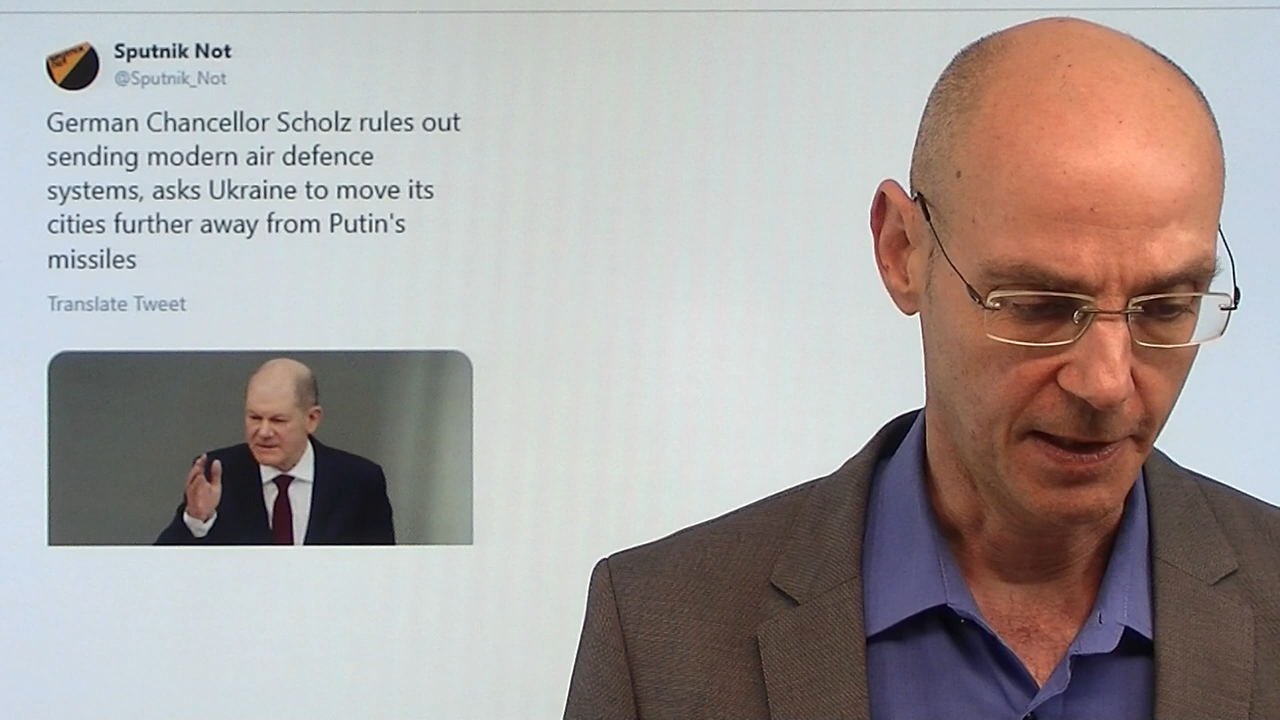 Sputnik Not
@Sputnik_Not
German Chancellor Scholz rules out
sending modern air defence
systems, asks Ukraine to move its
cities further away from Putin's
missiles
Translate Tweet